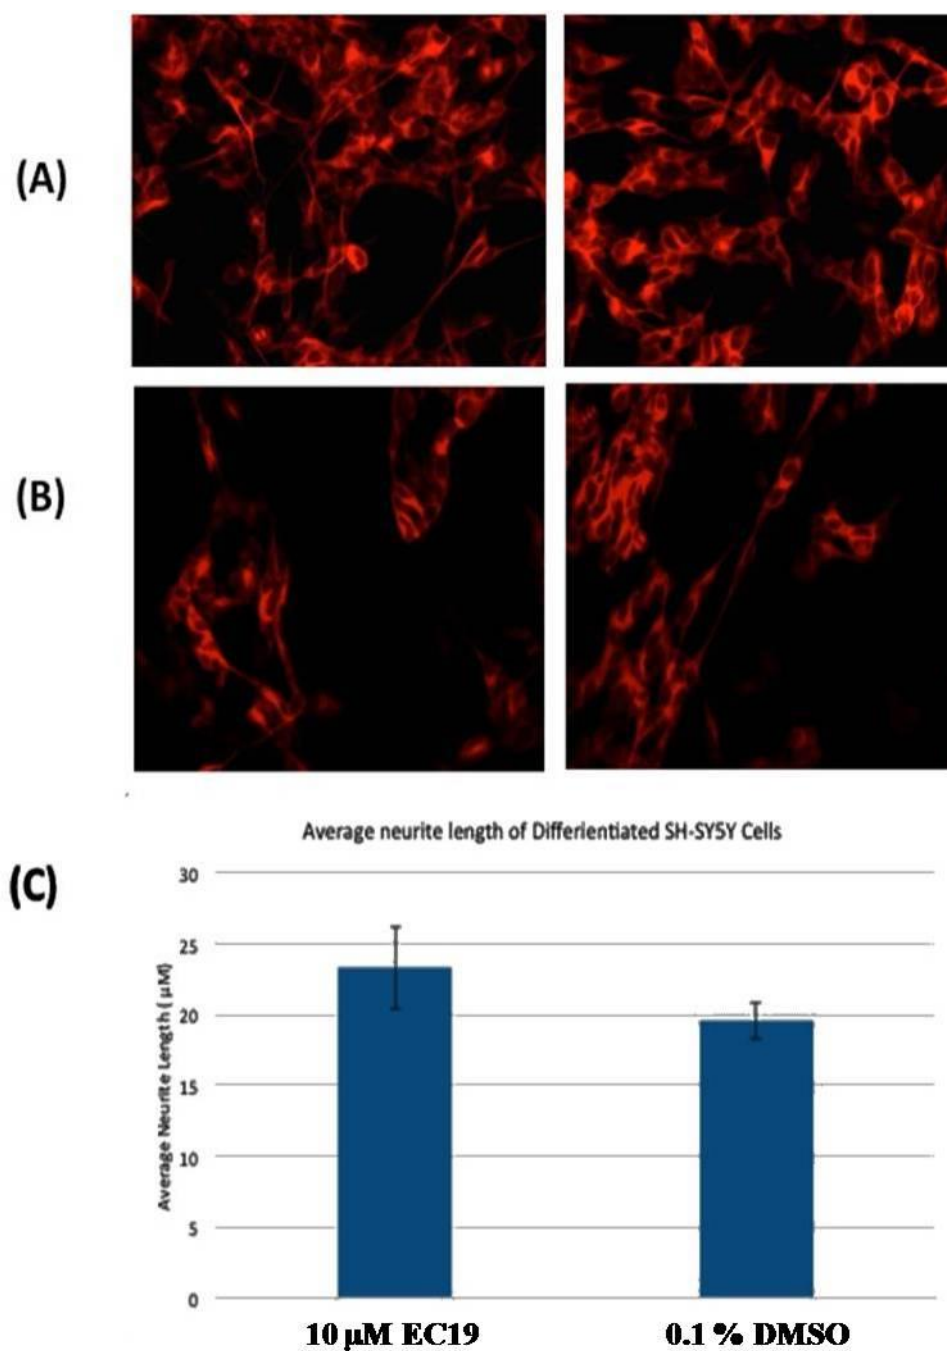 (A)
(B)
Average neurite length of Differientiated SH-SY5Y Cells
(C)
Average Neurite Length ( µM)
30
25
20
15
10
5
0
10 µM EC19
0.1 % DMSO